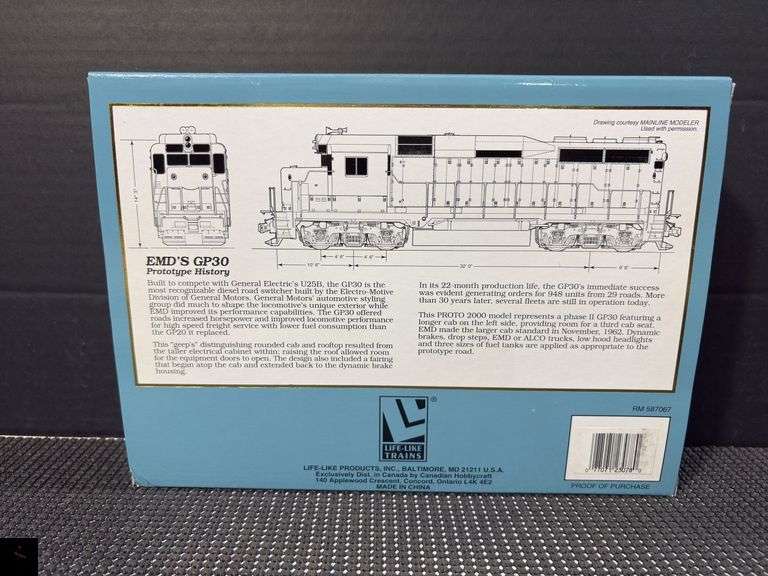 Drawing courtesy MAINLINE MODELER
Used with permission.
14' 5"
4' 6"
4' 6"
10' 8"
32' 0"
EMD'S GP30
Prototype History
Built to compete with General Electric's U25B, the GP30 is the
most recognizable diesel road switcher built by the Electro-Motive
Division of General Motors. General Motors' automotive styling
group did much to shape the locomotive's unique exterior while
EMD improved its performance capabilities. The GP30 offered
roads increased horsepower and improved locomotive performance
for high speed freight service with lower fuel consumption than
the GP20 it replaced.
This "geep's" distinguishing rounded cab and rooftop resulted from
the taller electrical cabinet within: raising the roof allowed room
for the equipment doors to open. The design also included a fairing
that began atop the cab and extended back to the dynamic brake
housing.
In its 22-month production life, the GP30's immediate success
was evident generating orders for 948 units from 29 roads. More
than 30 years later, several fleets are still in operation today.
This PROTO 2000 model represents a phase II GP30 featuring a
longer cab on the left side, providing room for a third cab seat.
EMD made the larger cab standard in November, 1962. Dynamic
brakes, drop steps, EMD or ALCO trucks, low hood headlights
and three sizes of fuel tanks are applied as appropriate to the
prototype road.
RM 587067
LIFE-LIKE
TRAINS
®
LIFE-LIKE PRODUCTS, INC., BALTIMORE, MD 21211 U.S.A.
Exclusively Dist. in Canada by Canadian Hobbycraft
140 Applewood Crescent, Concord, Ontario L4K 4E2
MADE IN CHINA
PROOF OF PURCHASE